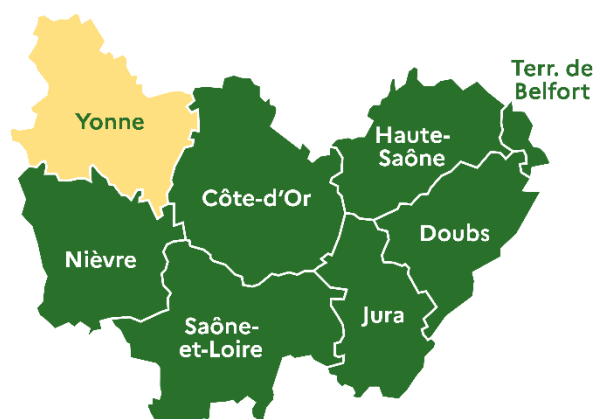 Terr. de
Belfort
Yonne
Haute-
Saône
Côte-d'Or
Doubs
Nièvre
Jura
Saône-
et-Loire